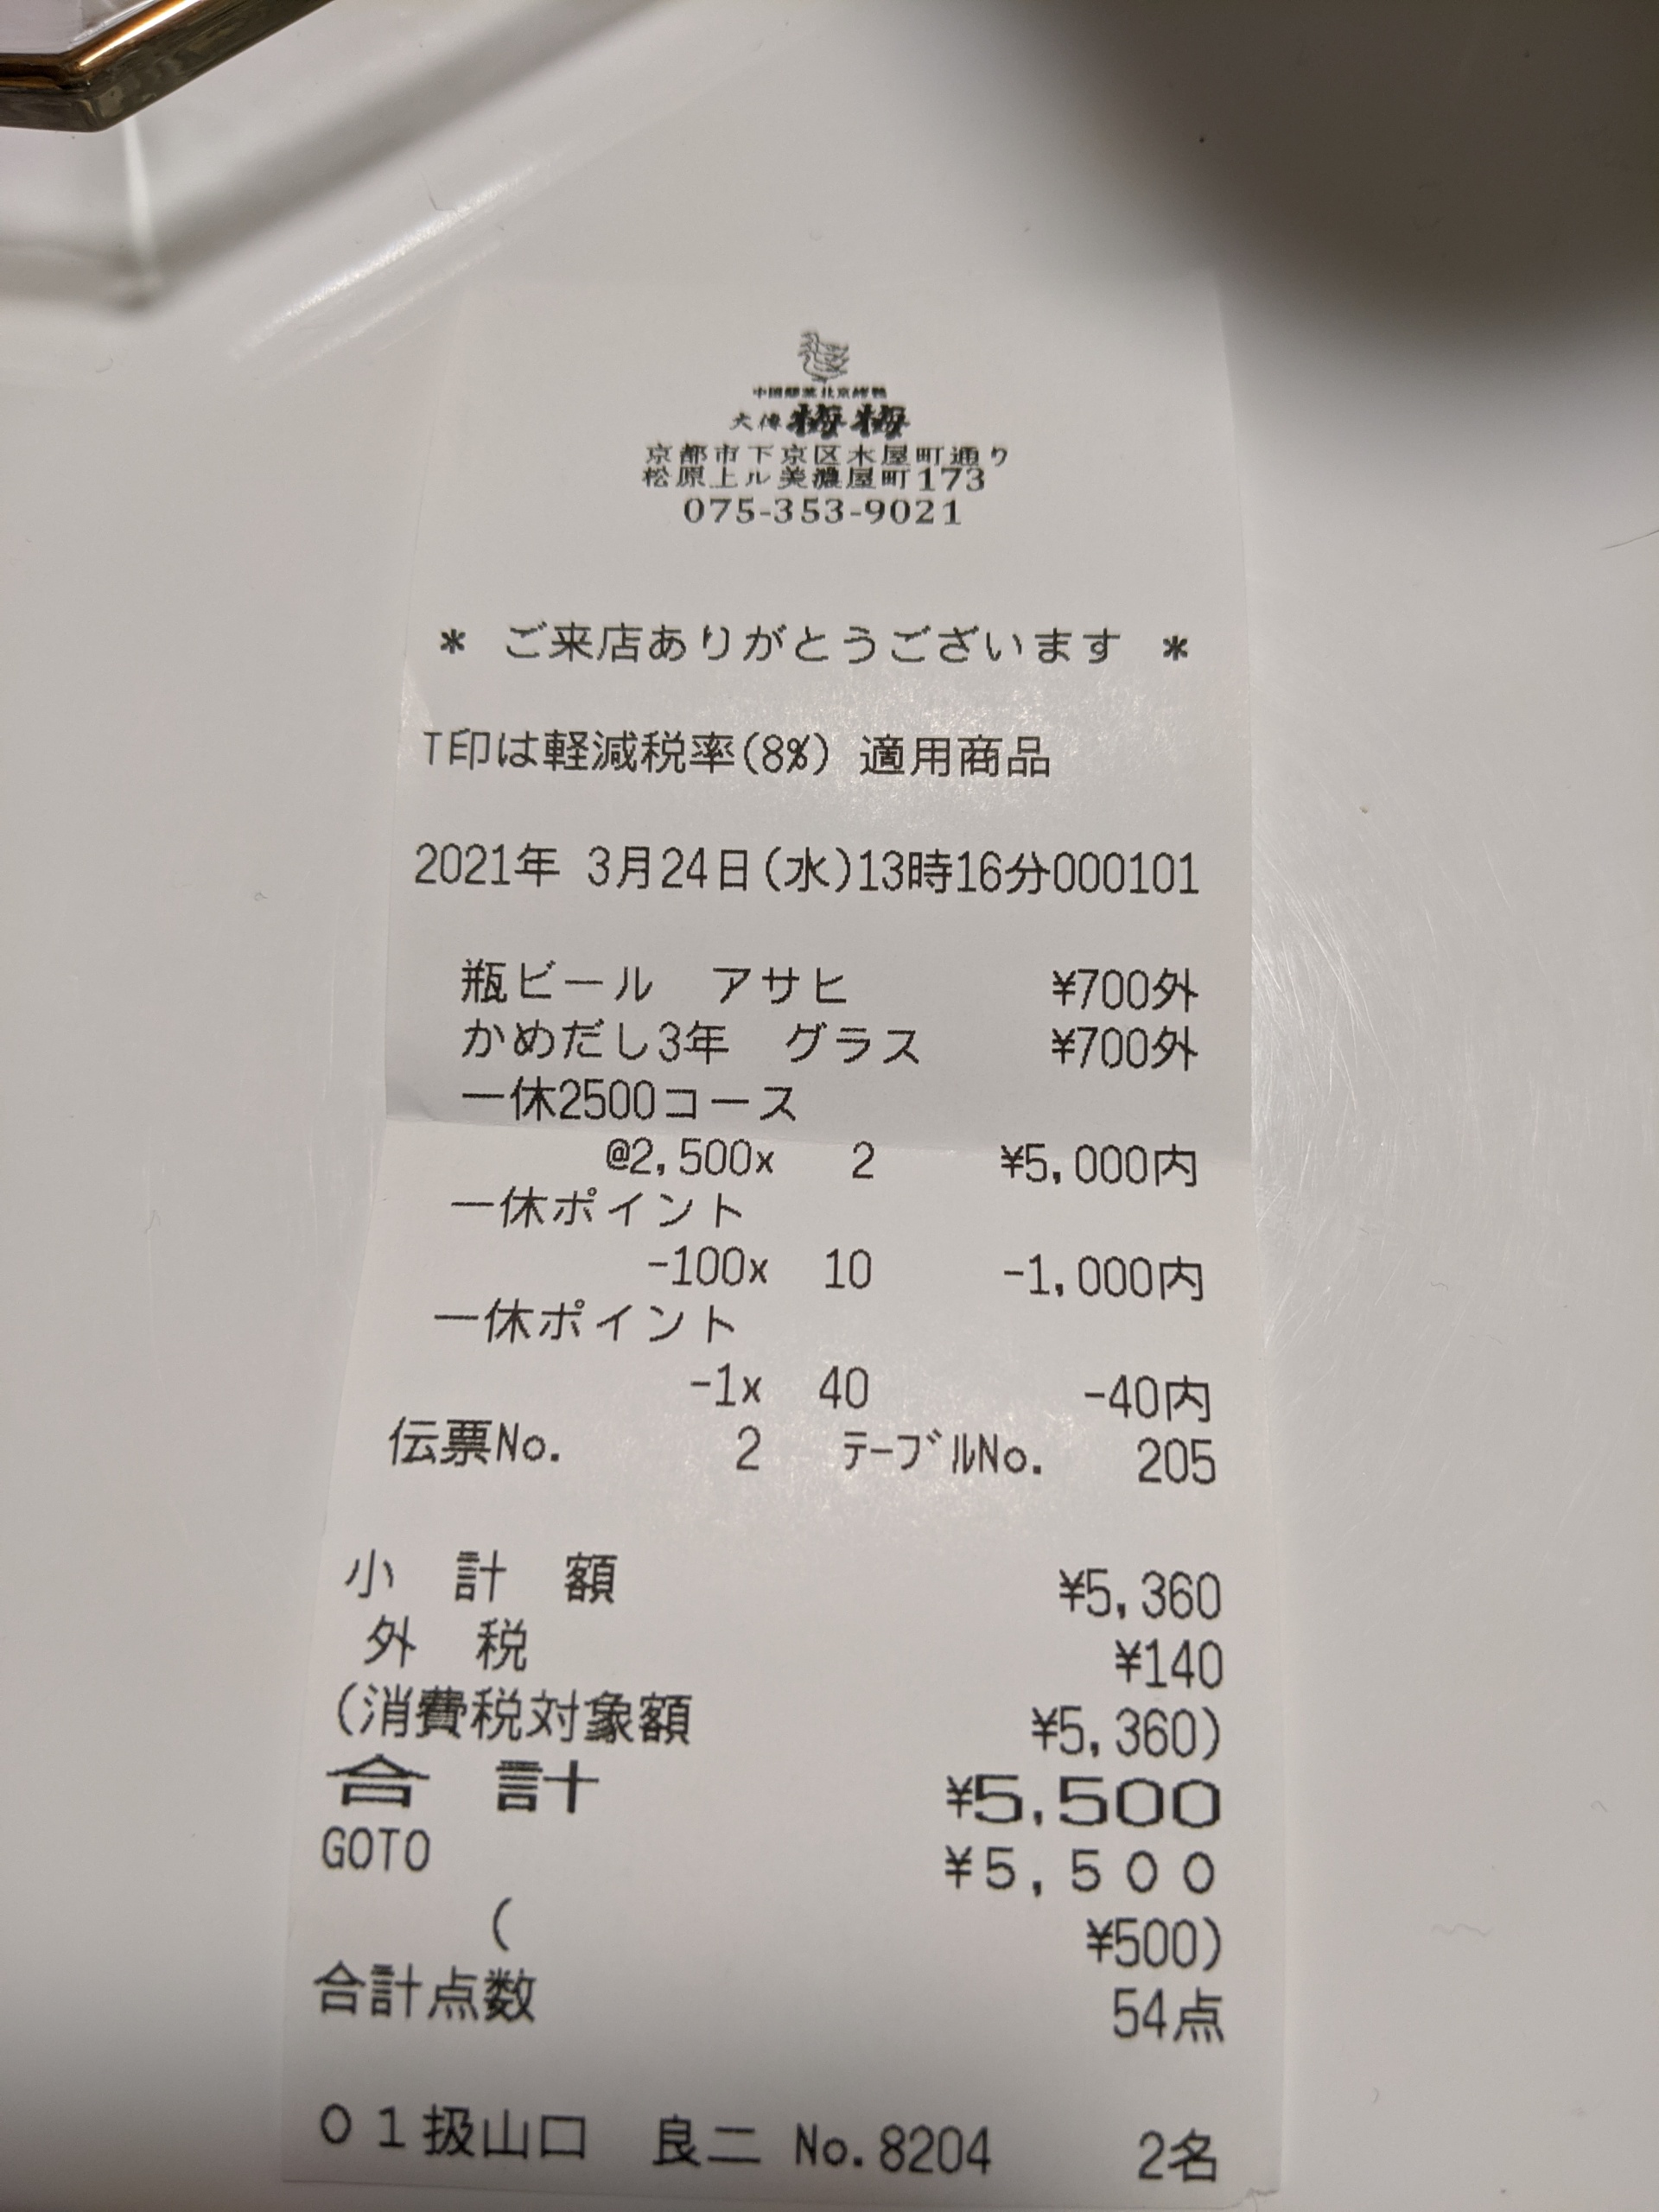 中國料理北京烤鴨
大傳梅梅
京都市下京区木屋町通り
松原上ル美濃屋町173
075-353-9021
* ご来店ありがとうございます *
T印は軽減税率(8%) 適用商品
2021年 3月24日(水)13時16分000101
瓶ビール アサヒ ¥700外
かめだし3年 グラス ¥700外
一休2500コース
@2,500x 2 ¥5,000内
一休ポイント
-100x 10 -1,000内
一休ポイント
-1x 40 -40内
伝票No. 2 ﾃｰﾌﾞﾙNo. 205
小計額 ¥5,360
外税 ¥140
(消費税対象額 ¥5,360)
合計 ¥5,500
GOTO ¥5,500
( ¥500)
合計点数 54点
01扱山口 良二 No.8204 2名